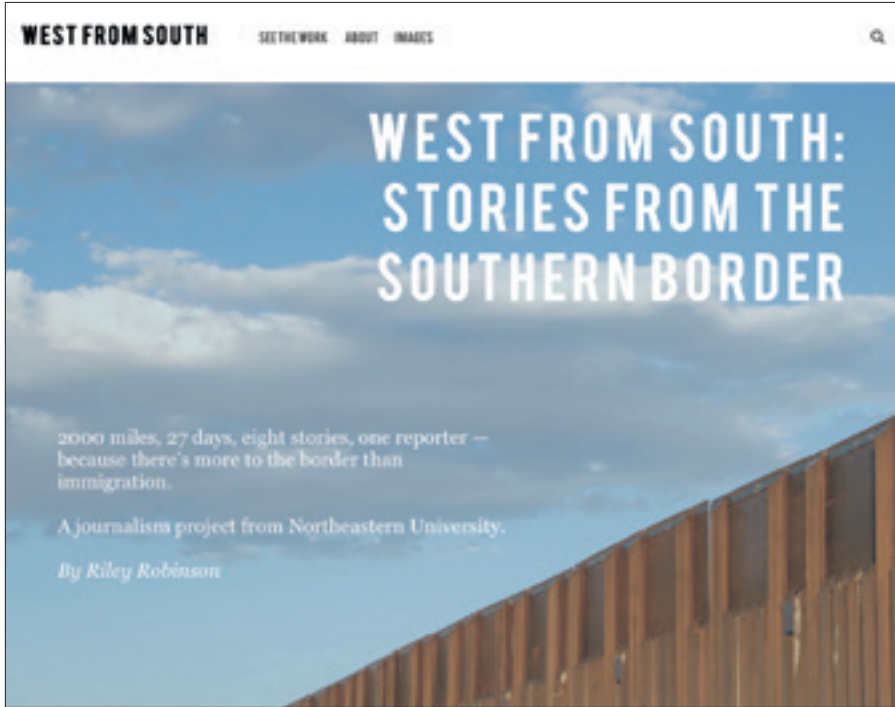 WEST FROM SOUTH
SEE THE WORK ABOUT IMAGES
WEST FROM SOUTH:
STORIES FROM THE
SOUTHERN BORDER
2000 miles, 27 days, eight stories, one reporter —
because there's more to the border than
immigration.
A journalism project from Northeastern University.
By Riley Robinson